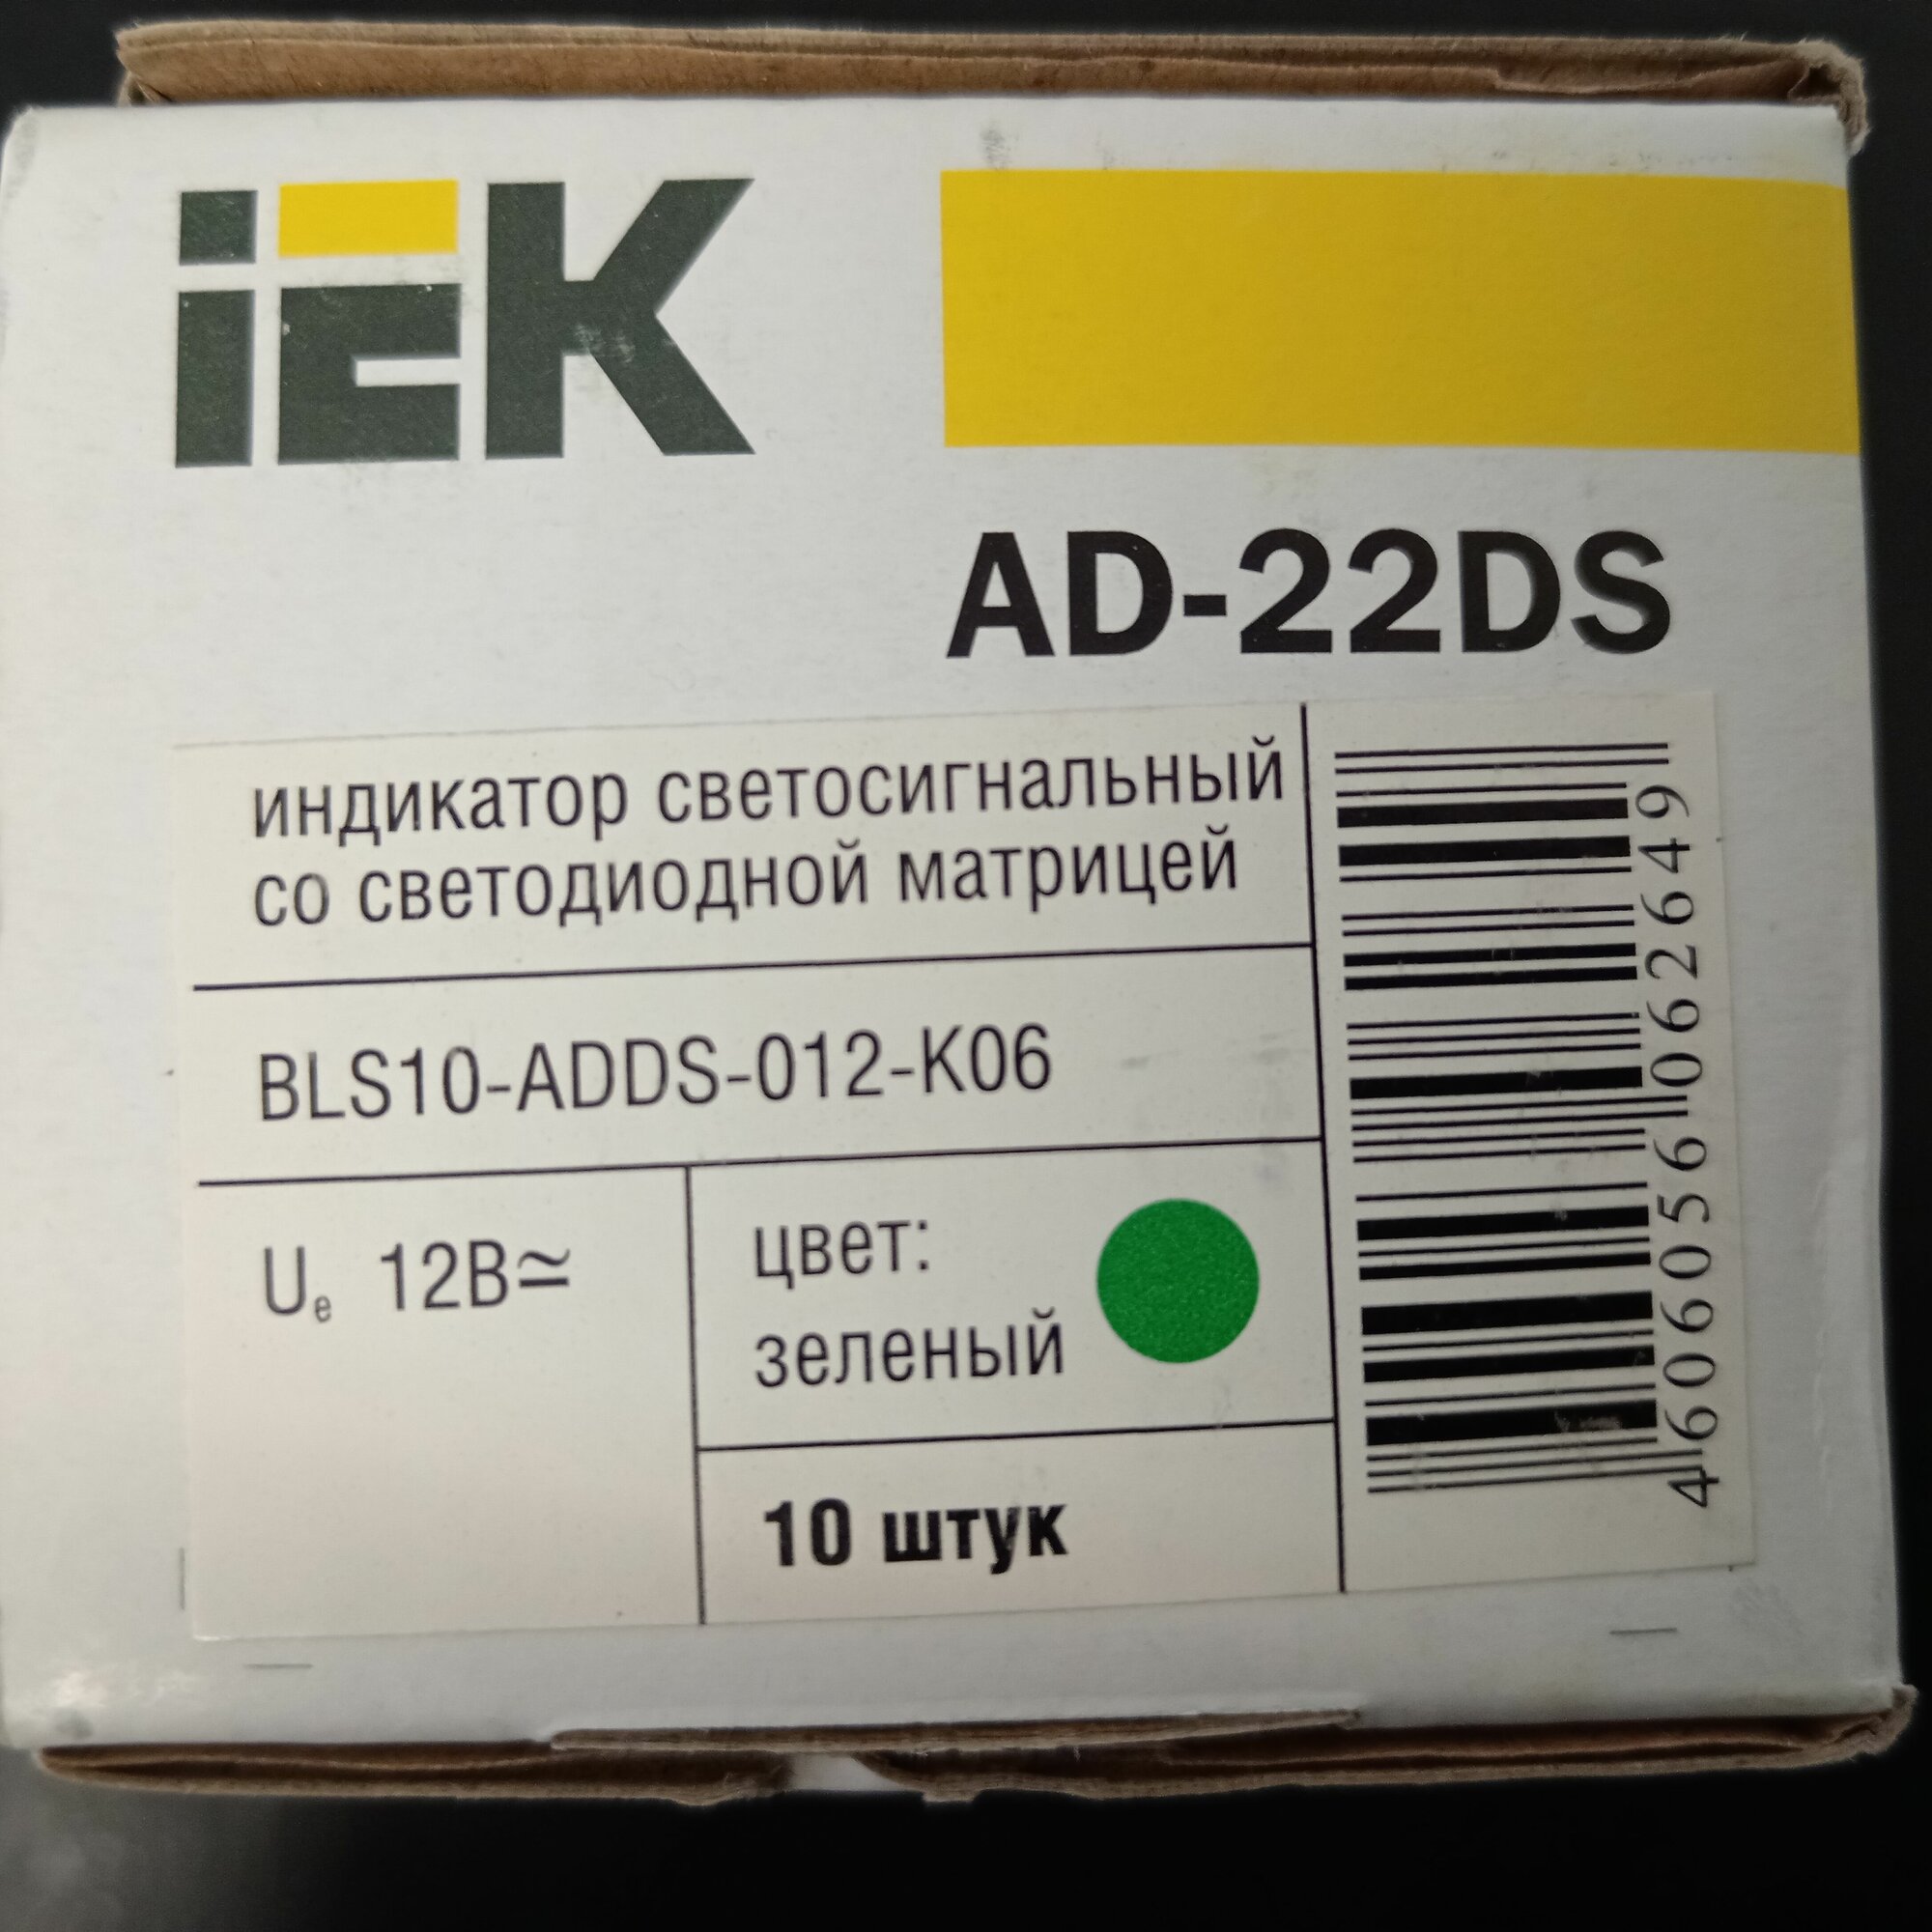 iEK
AD-22DS
индикатор светосигнальный
со светодиодной матрицей
BLS10-ADDS-012-K06
Ue 12В≃
цвет:
зеленый
10 штук
4606056062649